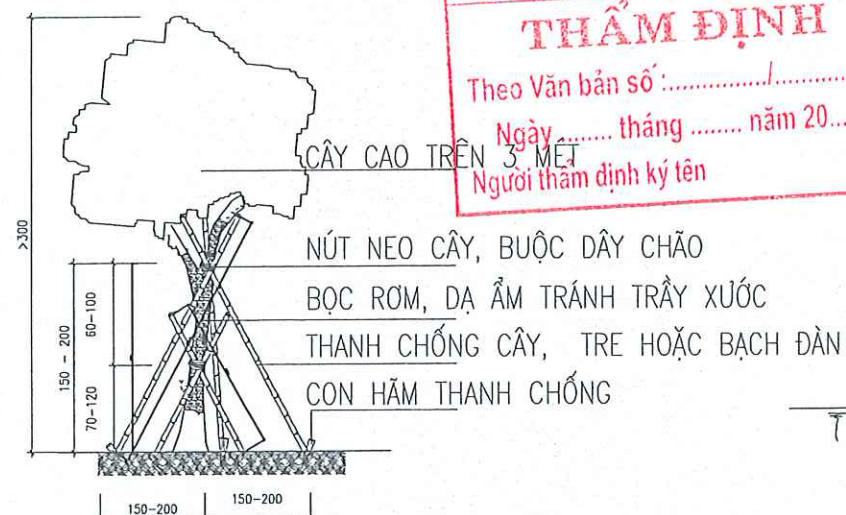 THẨM ĐỊNH
Theo Văn bản số :................/............
Ngày ........ tháng ........ năm 20...
Người thẩm định ký tên
CÂY CAO TRÊN 3 MÉT
NÚT NEO CÂY, BUỘC DÂY CHÃO
BỌC RƠM, DẠ ẨM TRÁNH TRẦY XƯỚC
THANH CHỐNG CÂY, TRE HOẶC BẠCH ĐÀN
CON HÃM THANH CHỐNG
>300
150 - 200
60-100
70-120
150-200
150-200